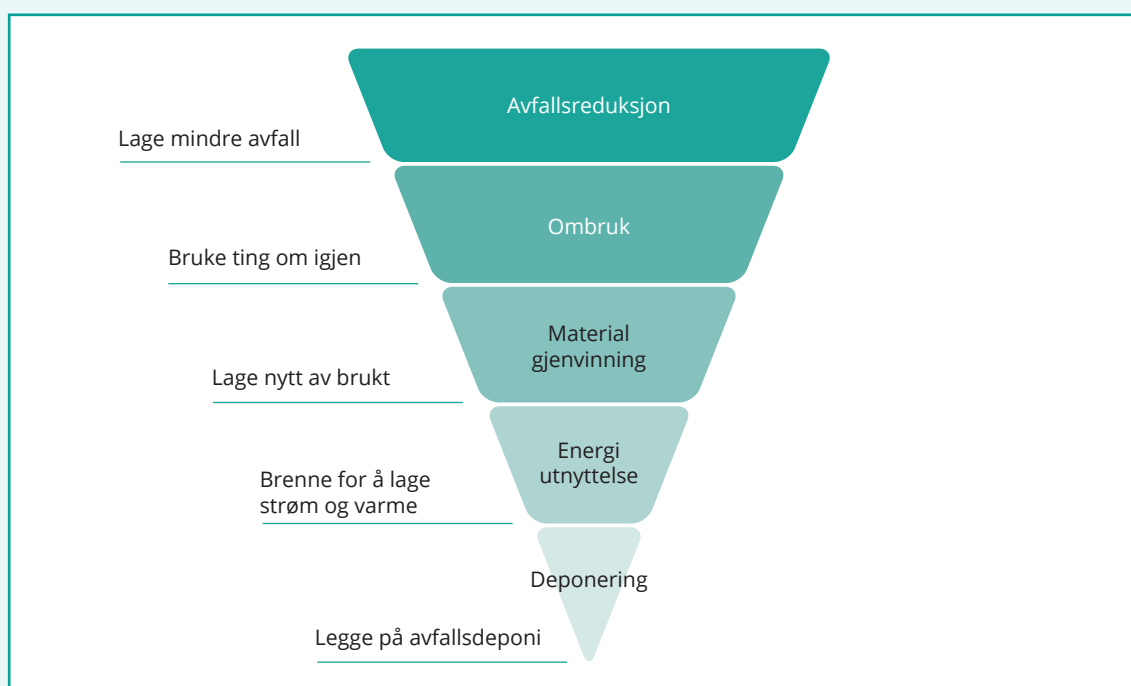 Avfallsreduksjon
Lage mindre avfall
Ombruk
Bruke ting om igjen
Material
gjenvinning
Lage nytt av brukt
Energi
utnyttelse
Brenne for å lage
strøm og varme
Deponering
Legge på avfallsdeponi